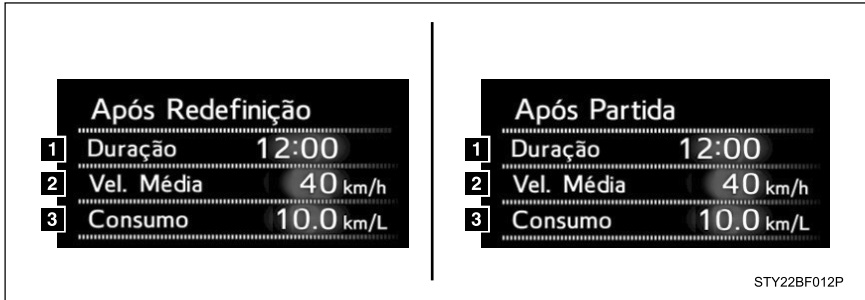 Após Redefinição
1 Duração 12:00
2 Vel. Média 40 km/h
3 Consumo 10.0 km/L
Após Partida
1 Duração 12:00
2 Vel. Média 40 km/h
3 Consumo 10.0 km/L
STY22BF012P